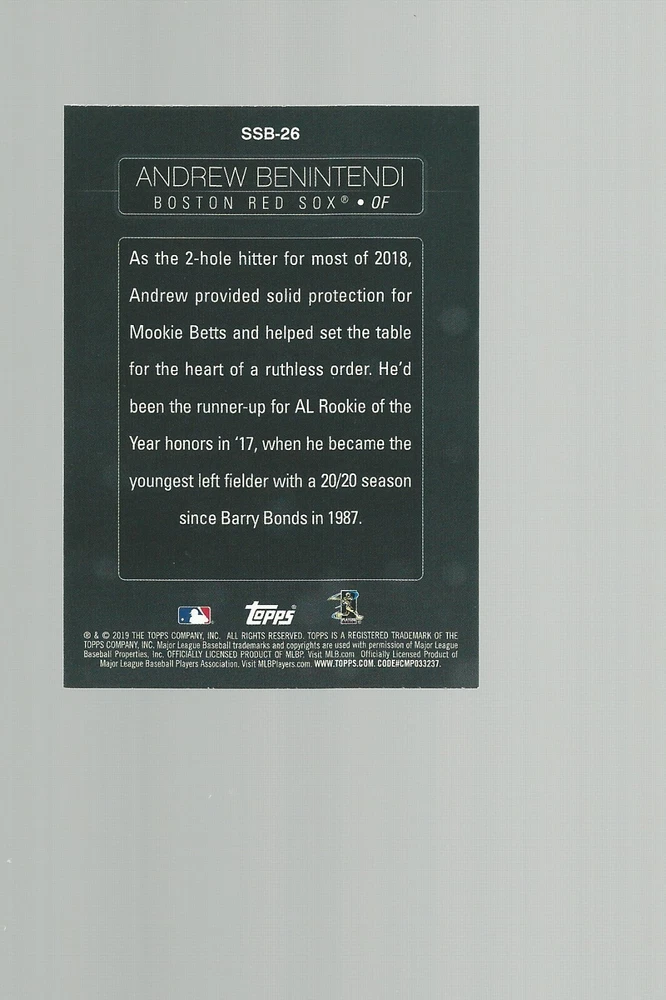 SSB-26
ANDREW BENINTENDI
BOSTON RED SOX® • OF
As the 2-hole hitter for most of 2018,
Andrew provided solid protection for
Mookie Betts and helped set the table
for the heart of a ruthless order. He'd
been the runner-up for AL Rookie of the
Year honors in '17, when he became the
youngest left fielder with a 20/20 season
since Barry Bonds in 1987.
Topps®
® & © 2019 THE TOPPS COMPANY, INC. ALL RIGHTS RESERVED. TOPPS IS A REGISTERED TRADEMARK OF THE
TOPPS COMPANY, INC. Major League Baseball trademarks and copyrights are used with permission of Major League
Baseball Properties, Inc. OFFICIALLY LICENSED PRODUCT OF MLBP. Visit MLB.com Officially Licensed Product of
Major League Baseball Players Association. Visit MLBPlayers.com. WWW.TOPPS.COM. CODE#CMP033237.